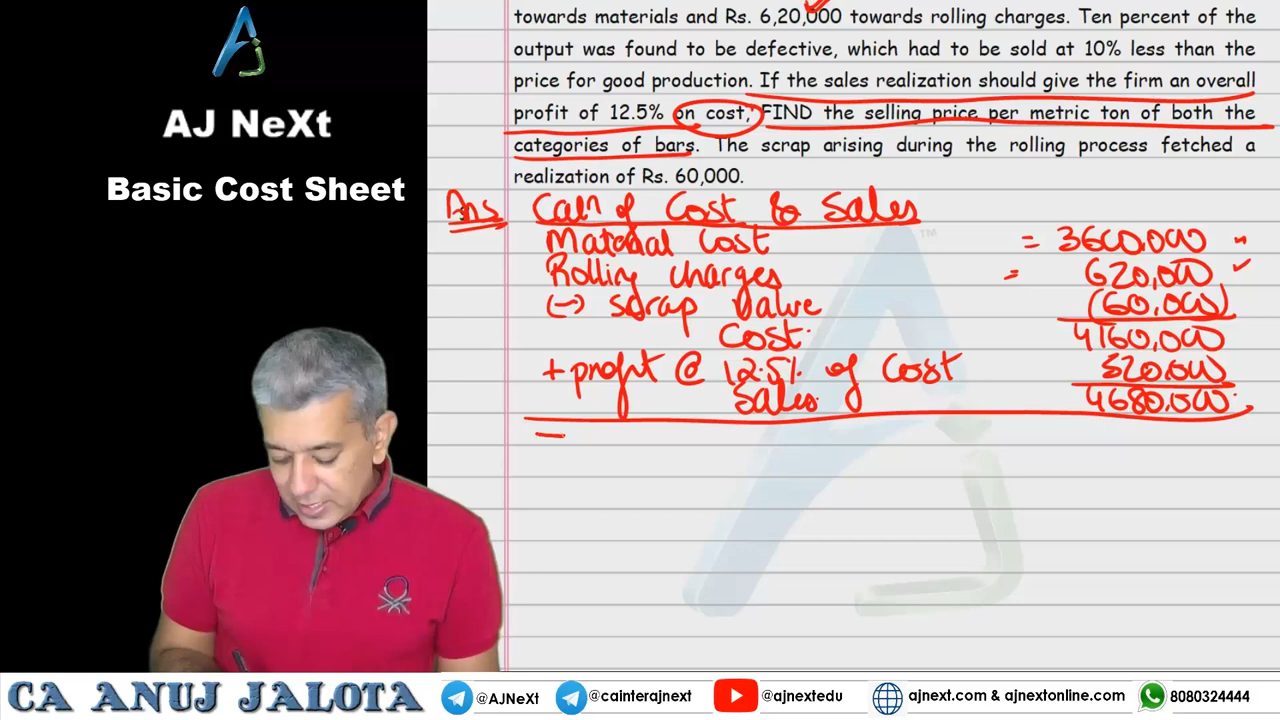 AJ NeXt
Basic Cost Sheet
towards materials and Rs. 6,20,000 towards rolling charges. Ten percent of the
output was found to be defective, which had to be sold at 10% less than the
price for good production. If the sales realization should give the firm an overall
profit of 12.5% on cost, FIND the selling price per metric ton of both the
categories of bars. The scrap arising during the rolling process fetched a
realization of Rs. 60,000.
Ans Calⁿ of Cost & Sales
Material Cost = 3600,000
Rolling charges = 620,000
(-) Scrap Value (60,000)
Cost 4160,000
+ profit @ 12.5% of Cost 520,000
Sales 4680,000
TM
CA ANUJ JALOTA @AJNeXt @cainterajnext @ajnextedu ajnext.com & ajnextonline.com 8080324444